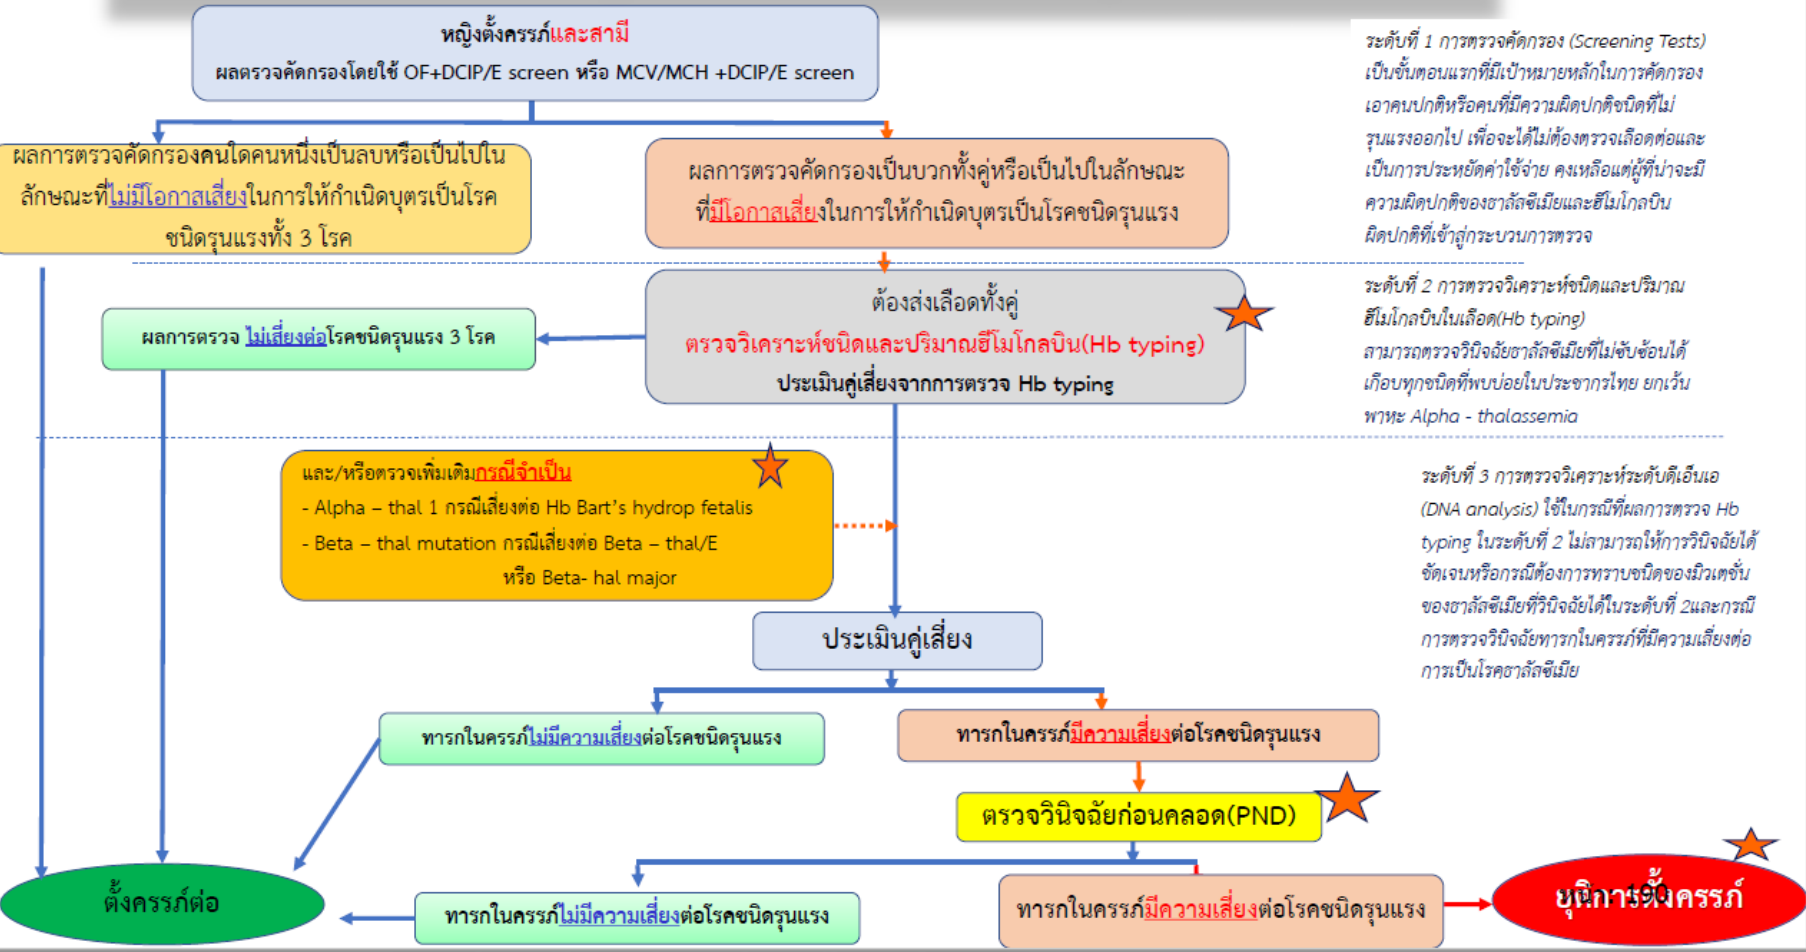 หญิงตั้งครรภ์และสามี
ผลตรวจคัดกรองโดยใช้ OF+DCIP/E screen หรือ MCV/MCH +DCIP/E screen
ผลการตรวจคัดกรองคนใดคนหนึ่งเป็นลบหรือเป็นไปใน
ลักษณะที่ไม่มีโอกาสเสี่ยงในการให้กำเนิดบุตรเป็นโรค
ชนิดรุนแรงทั้ง 3 โรค
ผลการตรวจคัดกรองเป็นบวกทั้งคู่หรือเป็นไปในลักษณะ
ที่มีโอกาสเสี่ยงในการให้กำเนิดบุตรเป็นโรคชนิดรุนแรง
ระดับที่ 1 การตรวจคัดกรอง (Screening Tests)
เป็นขั้นตอนแรกที่มีเป้าหมายหลักในการคัดกรอง
เอาคนปกติหรือคนที่มีความผิดปกติชนิดที่ไม่
รุนแรงออกไป เพื่อจะได้ไม่ต้องตรวจเลือดต่อและ
เป็นการประหยัดค่าใช้จ่าย คงเหลือแต่ผู้ที่น่าจะมี
ความผิดปกติของธาลัสซีเมียและฮีโมโกลบิน
ผิดปกติที่เข้าสู่กระบวนการตรวจ
ต้องส่งเลือดทั้งคู่
ตรวจวิเคราะห์ชนิดและปริมาณฮีโมโกลบิน(Hb typing)
ประเมินคู่เสี่ยงจากการตรวจ Hb typing
ผลการตรวจ ไม่เสี่ยงต่อโรคชนิดรุนแรง 3 โรค
ระดับที่ 2 การตรวจวิเคราะห์ชนิดและปริมาณ
ฮีโมโกลบินในเลือด(Hb typing)
สามารถตรวจวินิจฉัยธาลัสซีเมียที่ไม่ซับซ้อนได้
เกือบทุกชนิดที่พบบ่อยในประชากรไทย ยกเว้น
พาหะ Alpha - thalassemia
และ/หรือตรวจเพิ่มเติมกรณีจำเป็น
- Alpha – thal 1 กรณีเสี่ยงต่อ Hb Bart’s hydrop fetalis
- Beta – thal mutation กรณีเสี่ยงต่อ Beta – thal/E
หรือ Beta- hal major
ระดับที่ 3 การตรวจวิเคราะห์ระดับดีเอ็นเอ
(DNA analysis) ใช้ในกรณีที่ผลการตรวจ Hb
typing ในระดับที่ 2 ไม่สามารถให้การวินิจฉัยได้
ชัดเจนหรือกรณีต้องการทราบชนิดของมิวเตชั่น
ของธาลัสซีเมียที่วินิจฉัยได้ในระดับที่ 2และกรณี
การตรวจวินิจฉัยทารกในครรภ์ที่มีความเสี่ยงต่อ
การเป็นโรคธาลัสซีเมีย
ประเมินคู่เสี่ยง
ทารกในครรภ์ไม่มีความเสี่ยงต่อโรคชนิดรุนแรง
ทารกในครรภ์มีความเสี่ยงต่อโรคชนิดรุนแรง
ตรวจวินิจฉัยก่อนคลอด(PND)
ตั้งครรภ์ต่อ
ทารกในครรภ์ไม่มีความเสี่ยงต่อโรคชนิดรุนแรง
ทารกในครรภ์มีความเสี่ยงต่อโรคชนิดรุนแรง
ยุติการตั้งครรภ์
หน้า: 190